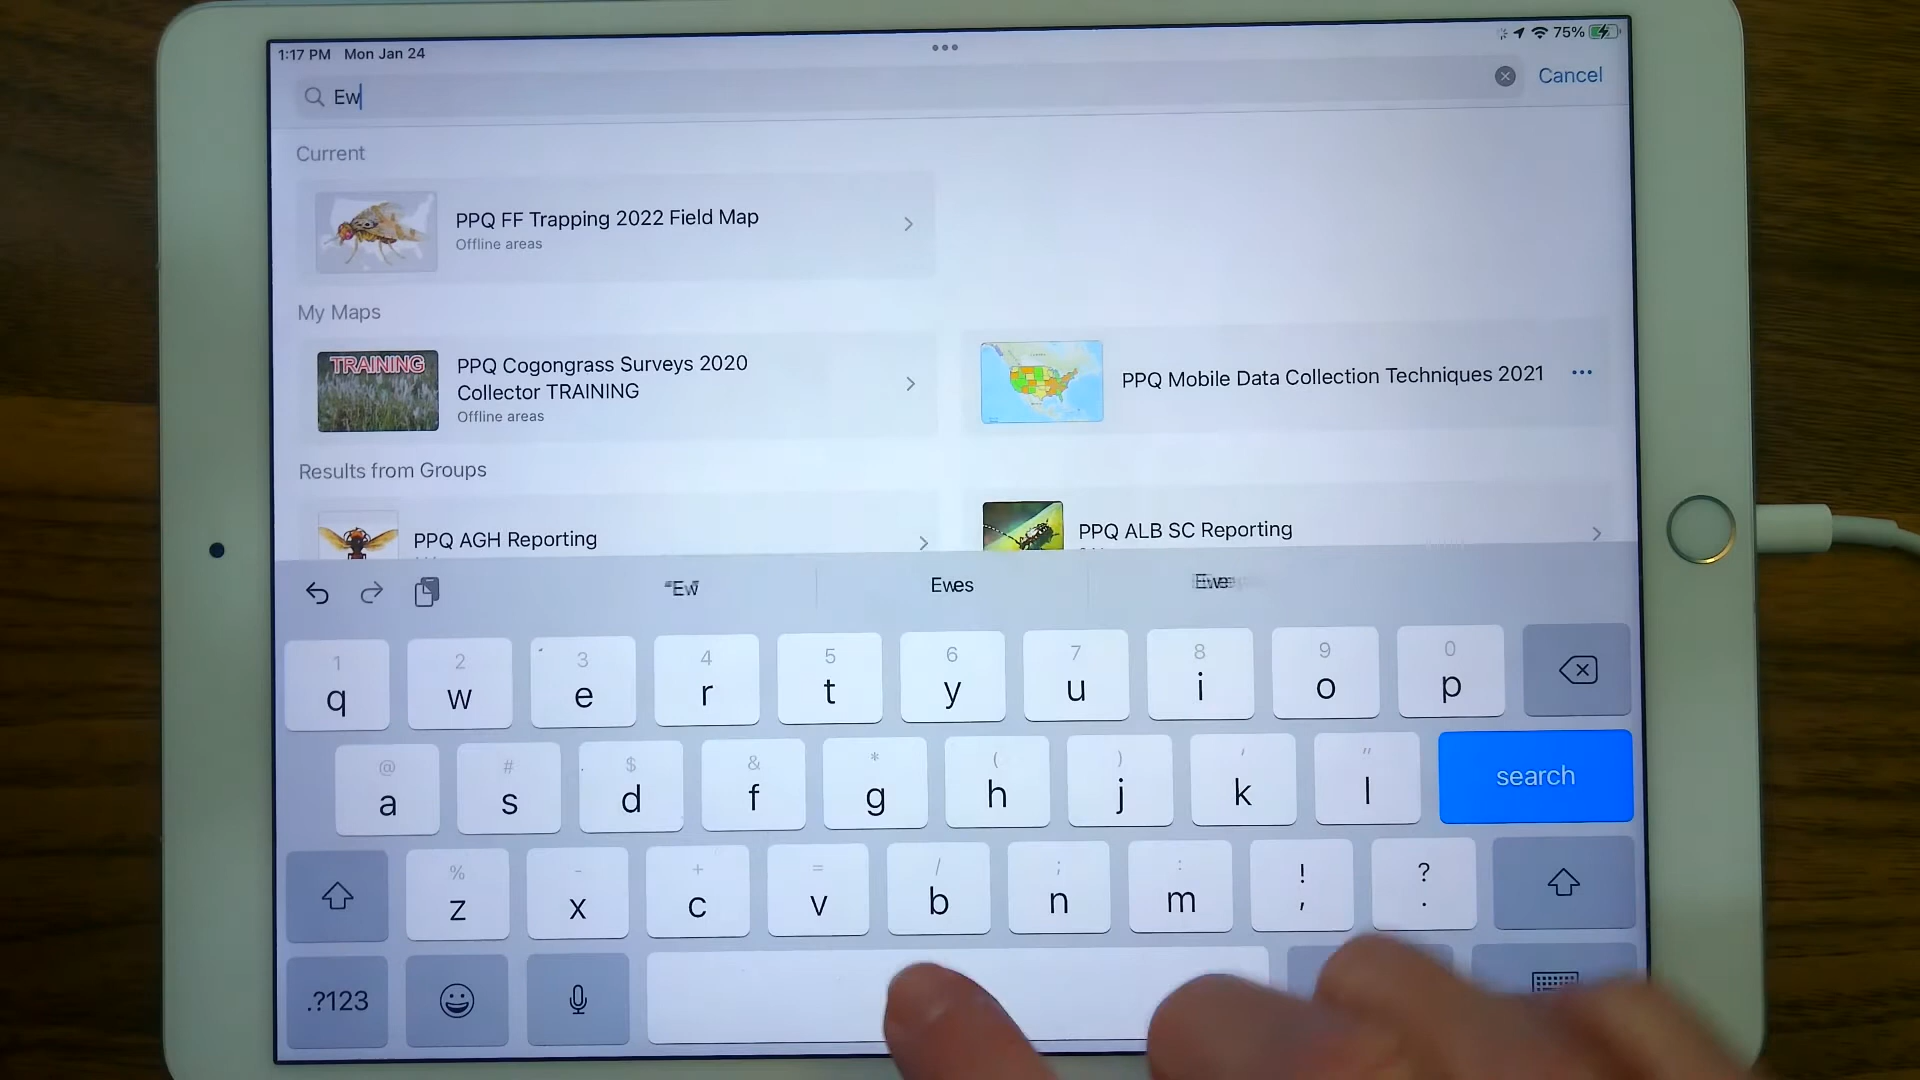 1:17 PM Mon Jan 24
75%
Ew
Cancel
Current
PPQ FF Trapping 2022 Field Map
Offline areas
My Maps
TRAINING
PPQ Cogongrass Surveys 2020
Collector TRAINING
Offline areas
PPQ Mobile Data Collection Techniques 2021
Results from Groups
PPQ AGH Reporting
PPQ ALB SC Reporting
"Ew"
Ewes
1 2 3 4 5 6 7 8 9 0
q w e r t y u i o p
@ # $ & * ( ) ' "
a s d f g h j k l
search
% - + = / ; : ! ?
z x c v b n m , .
.?123